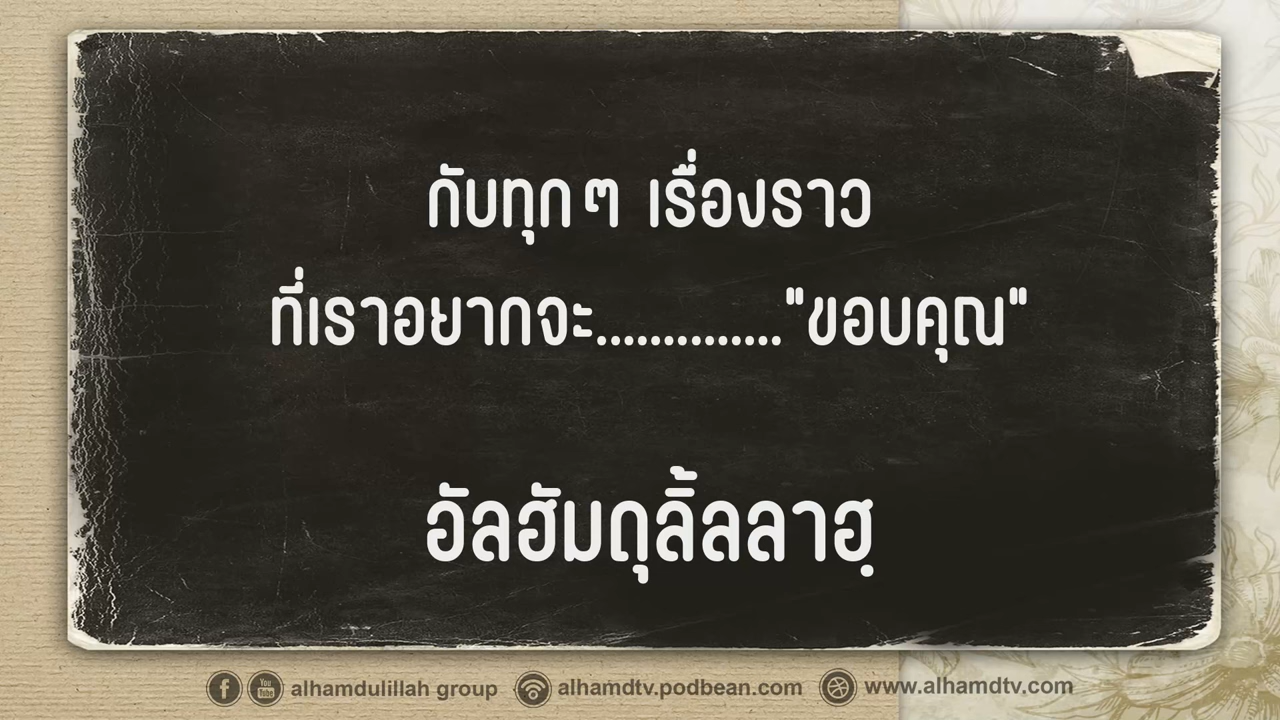 กับทุกๆ เรื่องราว
ที่เราอยากจะ..............."ขอบคุณ"
อัลฮัมดุลิ้ลลาฮฺ
You Tube alhamdulillah group alhamdtv.podbean.com www.alhamdtv.com